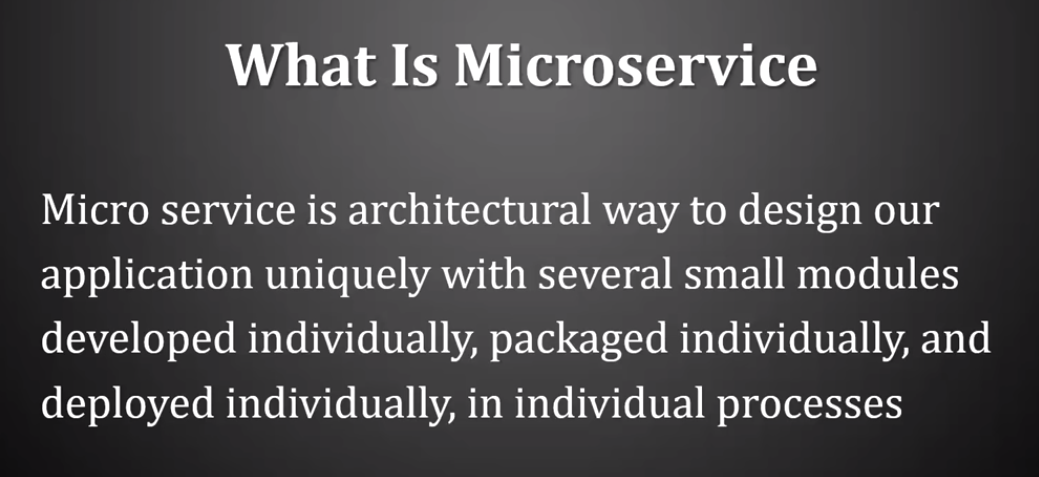 What Is Microservice
Micro service is architectural way to design our
application uniquely with several small modules
developed individually, packaged individually, and
deployed individually, in individual processes